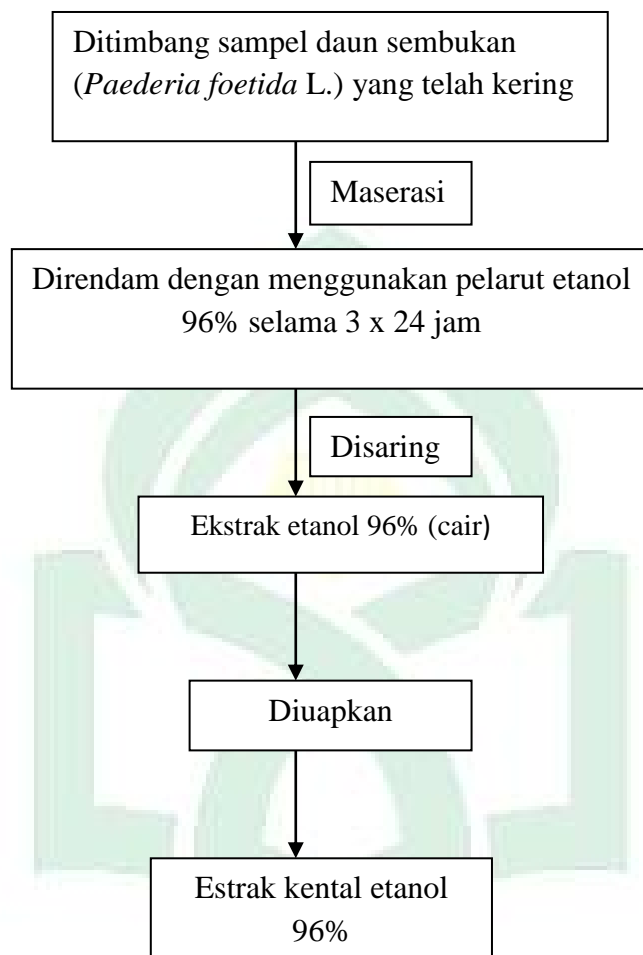 Ditimbang sampel daun sembukan
(Paederia foetida L.) yang telah kering
Maserasi
Direndam dengan menggunakan pelarut etanol
96% selama 3 x 24 jam
Disaring
Ekstrak etanol 96% (cair)
Diuapkan
Estrak kental etanol
96%